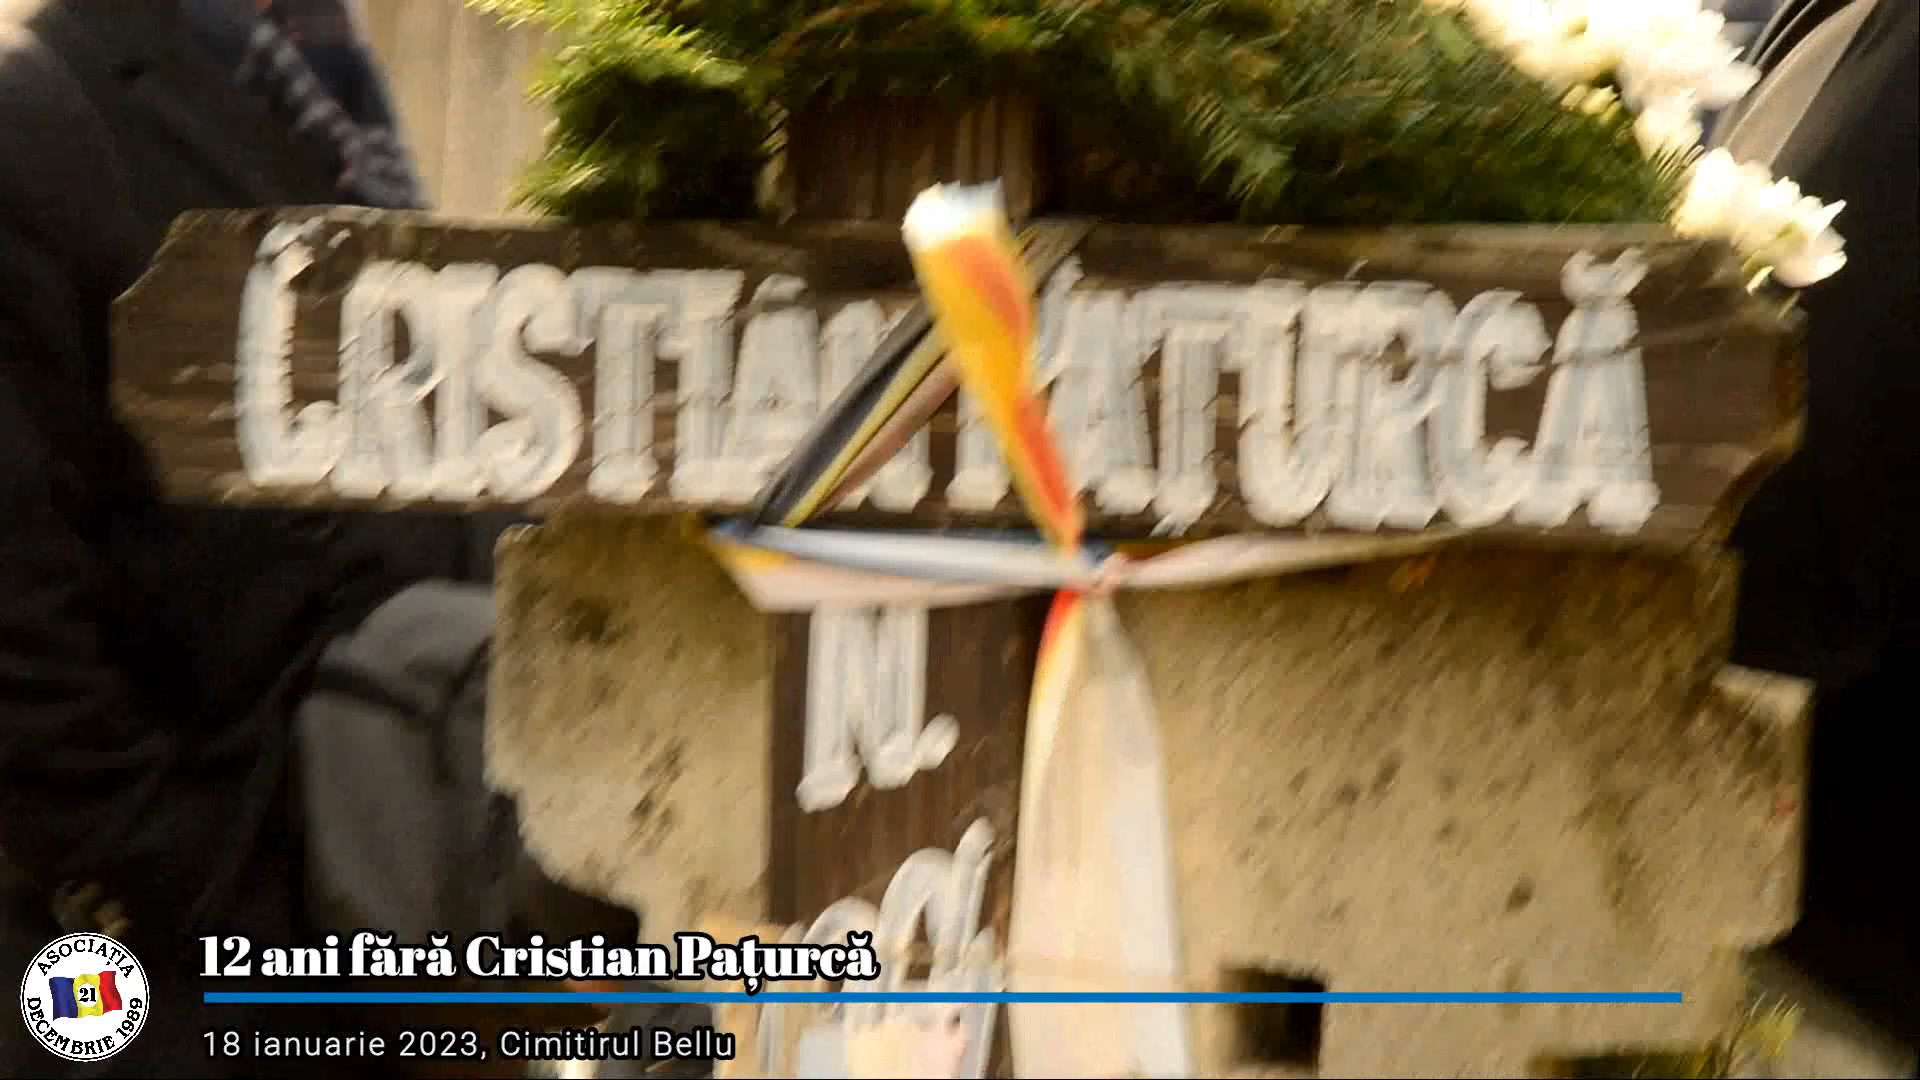 CRISTIAN PAȚURCĂ
N.
12 ani fără Cristian Pațurcă
18 ianuarie 2023, Cimitirul Bellu
ASOCIAȚIA
21
DECEMBRIE 1989